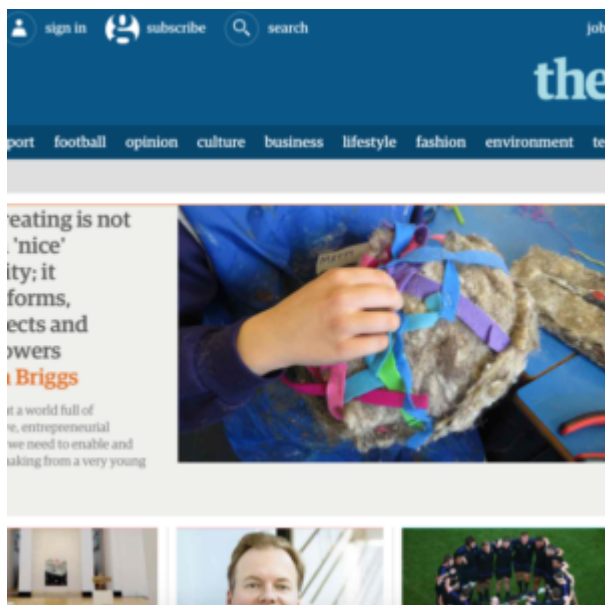 sign in subscribe search job
the
port football opinion culture business lifestyle fashion environment te
reating is not
'nice'
ity; it
forms,
ects and
owers
Briggs
t a world full of
e, entrepreneurial
we need to enable and
aking from a very young